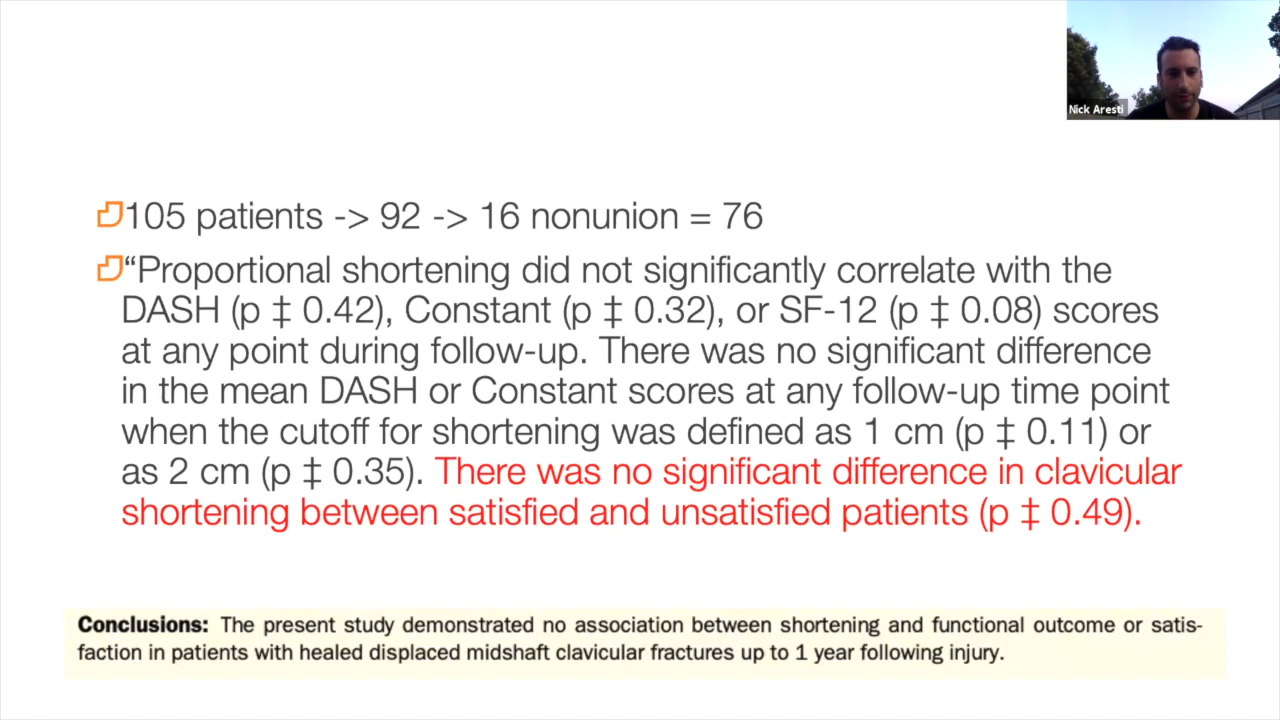 Nick Aresti
105 patients -> 92 -> 16 nonunion = 76
“Proportional shortening did not significantly correlate with the
DASH (p ‡ 0.42), Constant (p ‡ 0.32), or SF-12 (p ‡ 0.08) scores
at any point during follow-up. There was no significant difference
in the mean DASH or Constant scores at any follow-up time point
when the cutoff for shortening was defined as 1 cm (p ‡ 0.11) or
as 2 cm (p ‡ 0.35). There was no significant difference in clavicular
shortening between satisfied and unsatisfied patients (p ‡ 0.49).
Conclusions: The present study demonstrated no association between shortening and functional outcome or satis-
faction in patients with healed displaced midshaft clavicular fractures up to 1 year following injury.